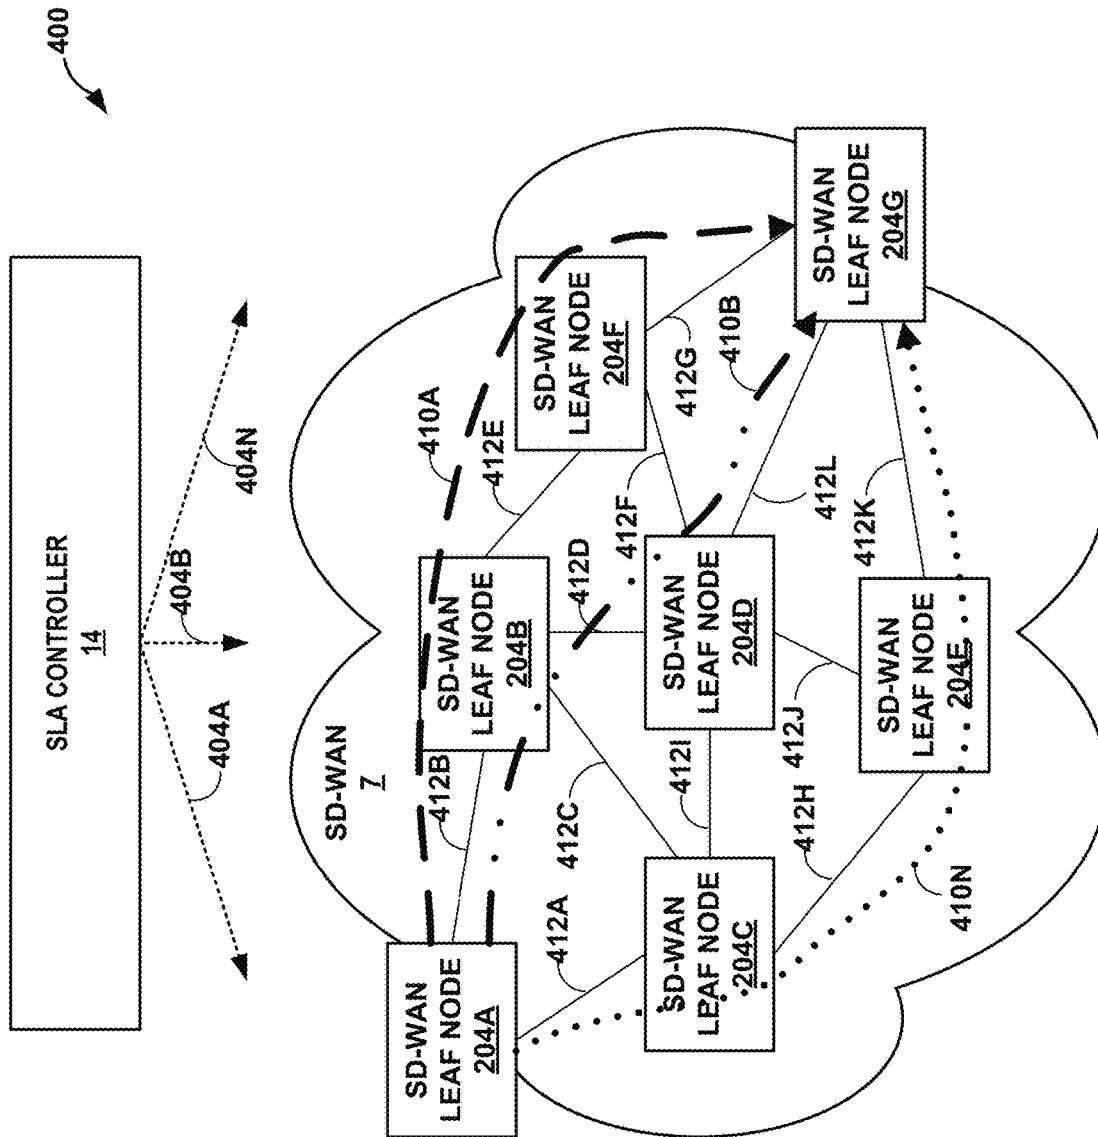 400
SLA CONTROLLER
14
404A
404B
404N
SD-WAN
7
SD-WAN
LEAF NODE
204A
412B
SD-WAN
LEAF NODE
204B
412E
410A
SD-WAN
LEAF NODE
204F
412A
412C
412D
412F
412G
410B
SD-WAN
LEAF NODE
204G
SD-WAN
LEAF NODE
204C
412I
SD-WAN
LEAF NODE
204D
412L
412H
412J
412K
SD-WAN
LEAF NODE
204E
410N